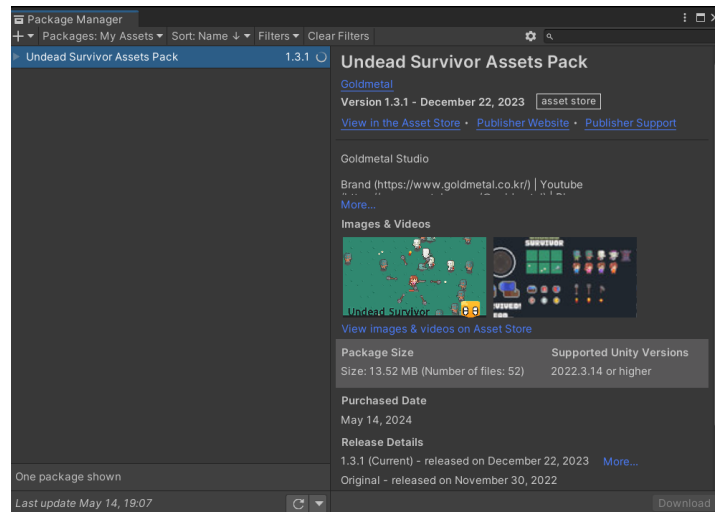 Package Manager
Packages: My Assets Sort: Name ↓ Filters Clear Filters
Undead Survivor Assets Pack 1.3.1
One package shown
Last update May 14, 19:07
Undead Survivor Assets Pack
Goldmetal
Version 1.3.1 - December 22, 2023 asset store
View in the Asset Store • Publisher Website • Publisher Support
Goldmetal Studio
Brand (https://www.goldmetal.co.kr/) | Youtube
More...
Images & Videos
Undead Survivor
SURVIVOR
View images & videos on Asset Store
Package Size Supported Unity Versions
Size: 13.52 MB (Number of files: 52) 2022.3.14 or higher
Purchased Date
May 14, 2024
Release Details
1.3.1 (Current) - released on December 22, 2023 More...
Original - released on November 30, 2022
Download